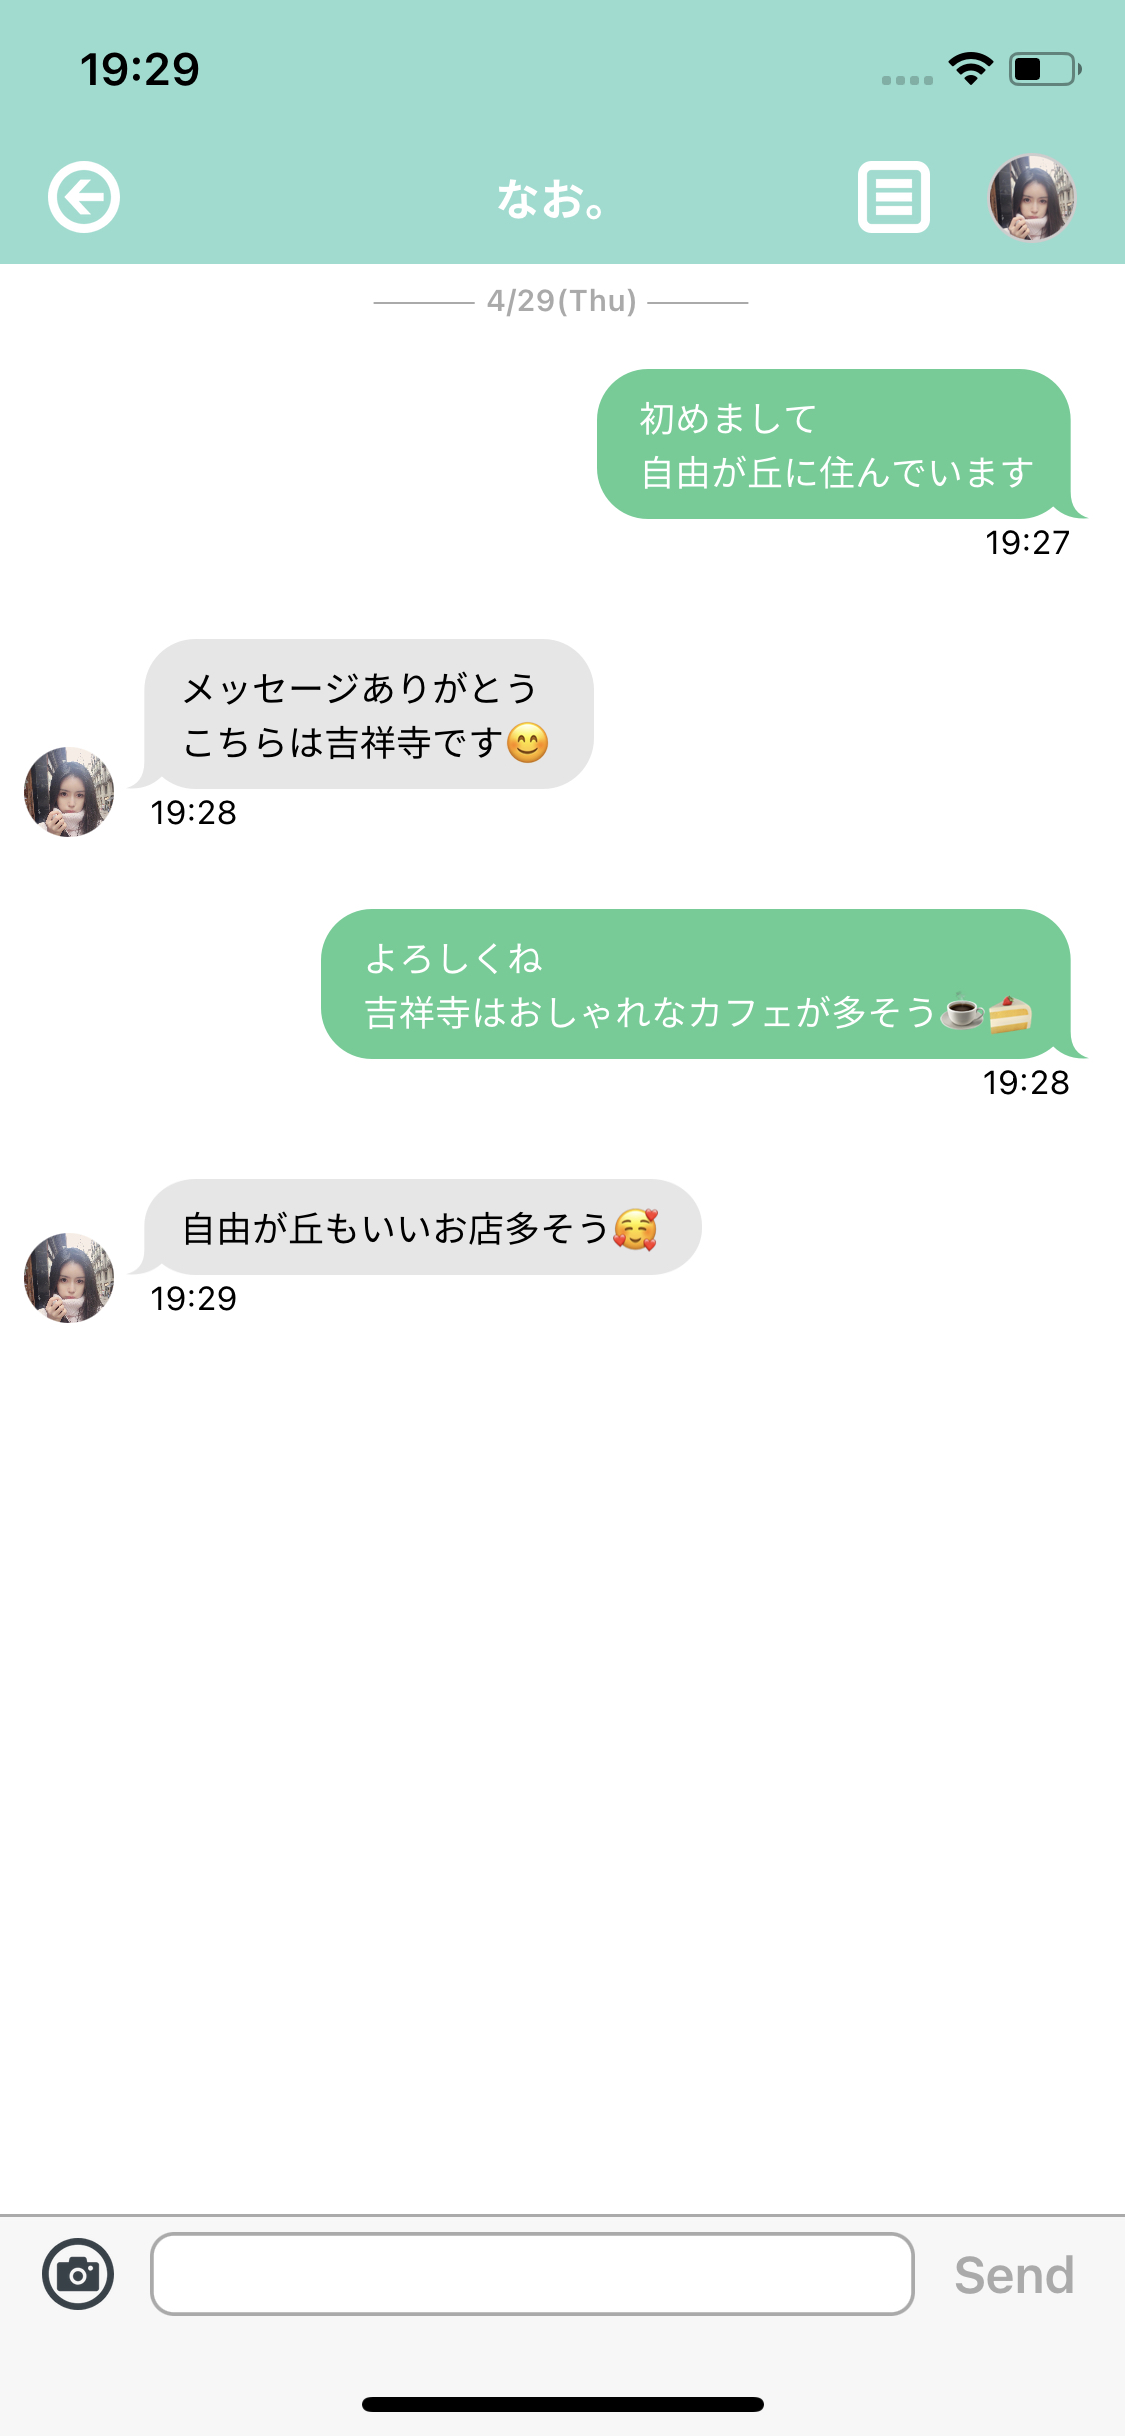 19:29
なお。
4/29(Thu)
初めまして
自由が丘に住んでいます
19:27
メッセージありがとう
こちらは吉祥寺です😊
19:28
よろしくね
吉祥寺はおしゃれなカフェが多そう☕🍰
19:28
自由が丘もいいお店多そう🥰
19:29
Send